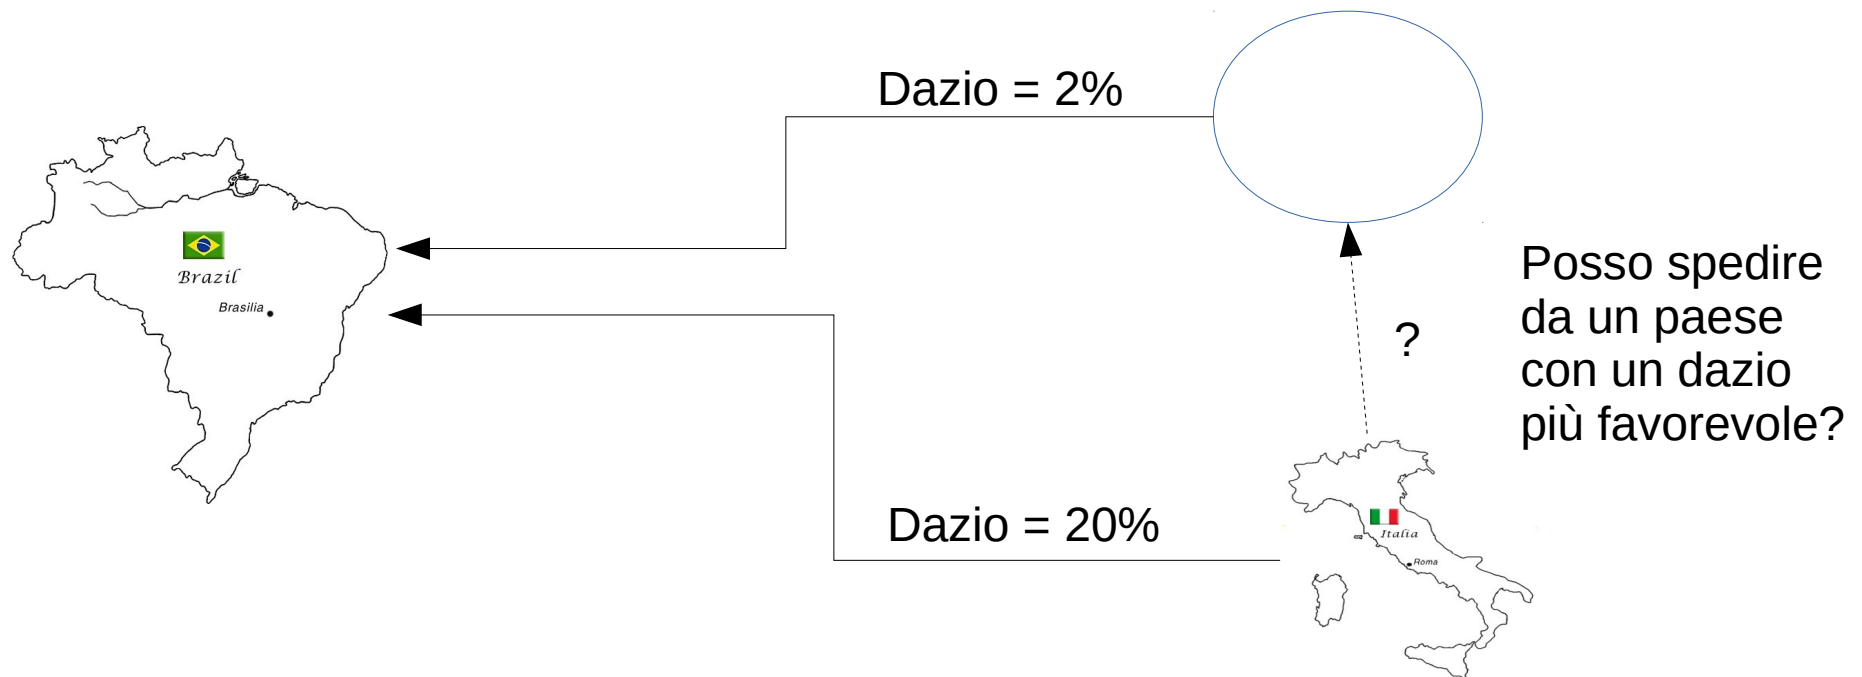 Dazio = 2%
Brazil
Brasilia
Posso spedire
da un paese
con un dazio
più favorevole?
?
Dazio = 20%
Italia
Roma